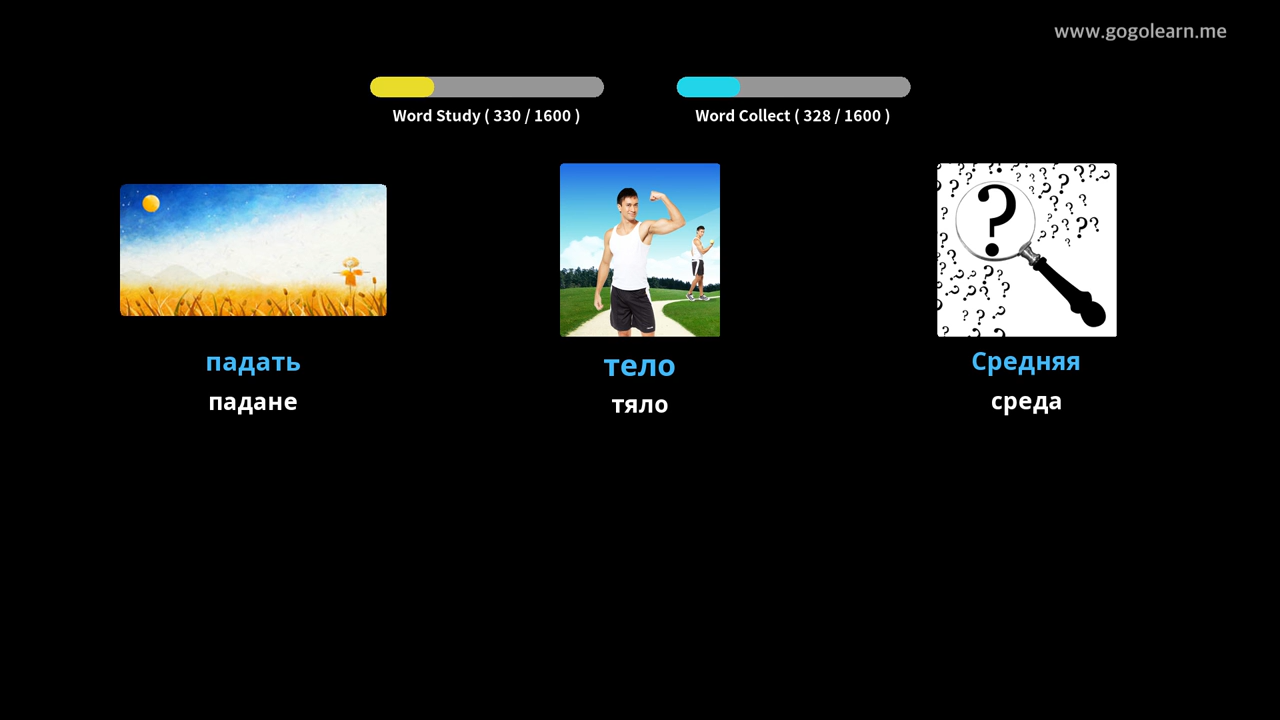 www.gogolearn.me
Word Study ( 330 / 1600 )
Word Collect ( 328 / 1600 )
падать
тело
Средняя
падане
тяло
среда